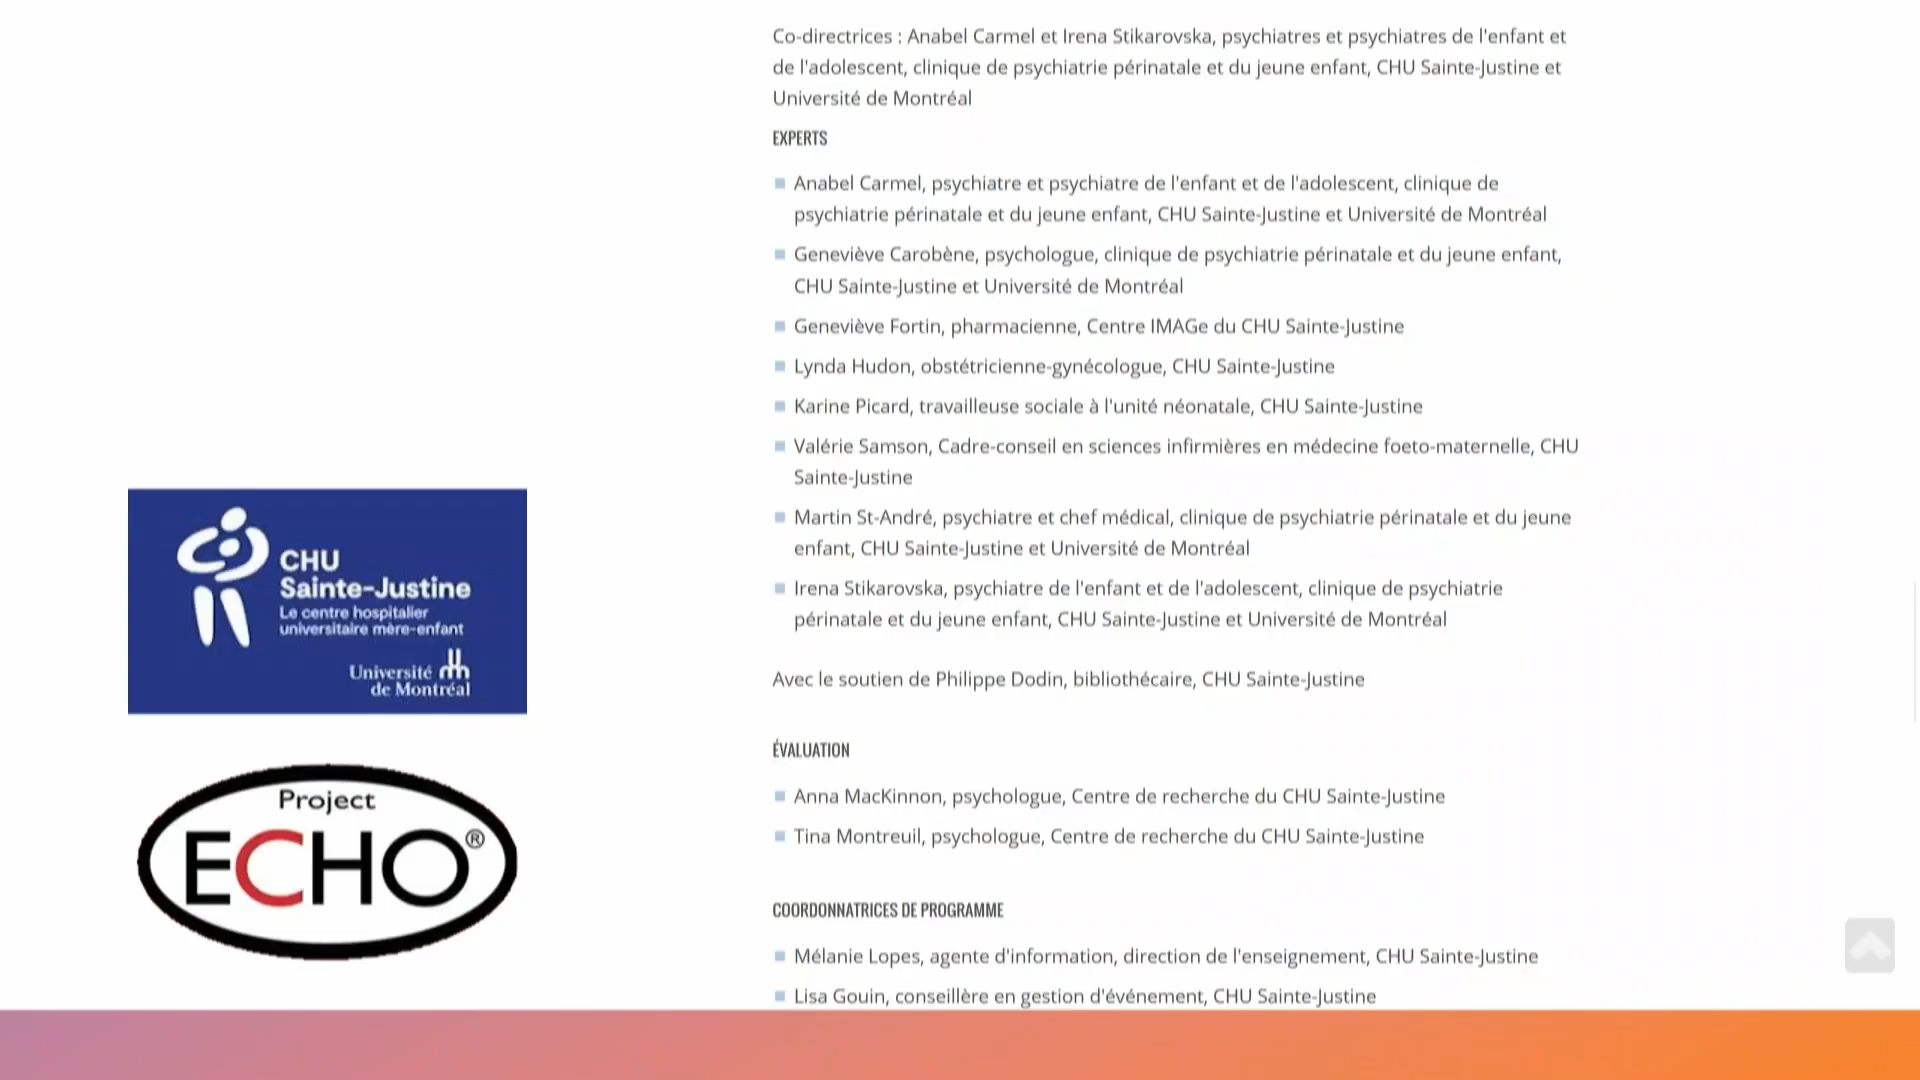 Co-directrices : Anabel Carmel et Irena Stikarovska, psychiatres et psychiatres de l'enfant et
de l'adolescent, clinique de psychiatrie périnatale et du jeune enfant, CHU Sainte-Justine et
Université de Montréal
EXPERTS
Anabel Carmel, psychiatre et psychiatre de l'enfant et de l'adolescent, clinique de
psychiatrie périnatale et du jeune enfant, CHU Sainte-Justine et Université de Montréal
Geneviève Carobène, psychologue, clinique de psychiatrie périnatale et du jeune enfant,
CHU Sainte-Justine et Université de Montréal
Geneviève Fortin, pharmacienne, Centre IMAGe du CHU Sainte-Justine
Lynda Hudon, obstétricienne-gynécologue, CHU Sainte-Justine
Karine Picard, travailleuse sociale à l'unité néonatale, CHU Sainte-Justine
Valérie Samson, Cadre-conseil en sciences infirmières en médecine foeto-maternelle, CHU
Sainte-Justine
Martin St-André, psychiatre et chef médical, clinique de psychiatrie périnatale et du jeune
enfant, CHU Sainte-Justine et Université de Montréal
Irena Stikarovska, psychiatre de l'enfant et de l'adolescent, clinique de psychiatrie
périnatale et du jeune enfant, CHU Sainte-Justine et Université de Montréal
Avec le soutien de Philippe Dodin, bibliothécaire, CHU Sainte-Justine
ÉVALUATION
Anna MacKinnon, psychologue, Centre de recherche du CHU Sainte-Justine
Tina Montreuil, psychologue, Centre de recherche du CHU Sainte-Justine
COORDONNATRICES DE PROGRAMME
Mélanie Lopes, agente d'information, direction de l'enseignement, CHU Sainte-Justine
Lisa Gouin, conseillère en gestion d'événement, CHU Sainte-Justine
CHU
Sainte-Justine
Le centre hospitalier
universitaire mère-enfant
Université
de Montréal
Project
ECHO®